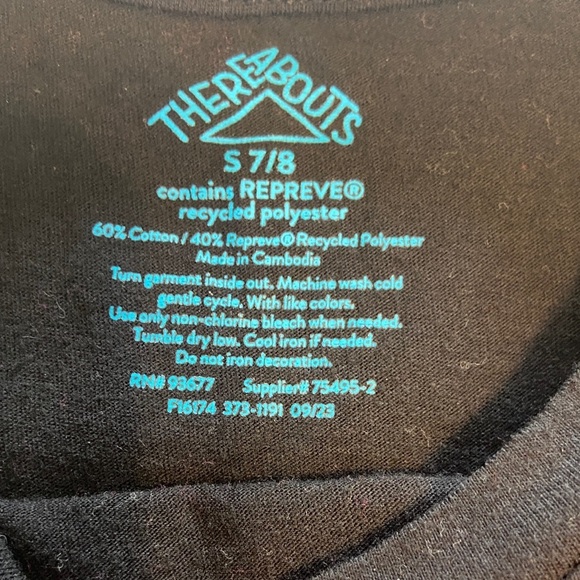 THEREABOUTS
S 7/8
contains REPREVE®
recycled polyester
60% Cotton / 40% Repreve® Recycled Polyester
Made in Cambodia
Turn garment inside out. Machine wash cold
gentle cycle. With like colors.
Use only non-chlorine bleach when needed.
Tumble dry low. Cool iron if needed.
Do not iron decoration.
RN# 93677 Supplier# 75495-2
F16174 373-1191 09/23